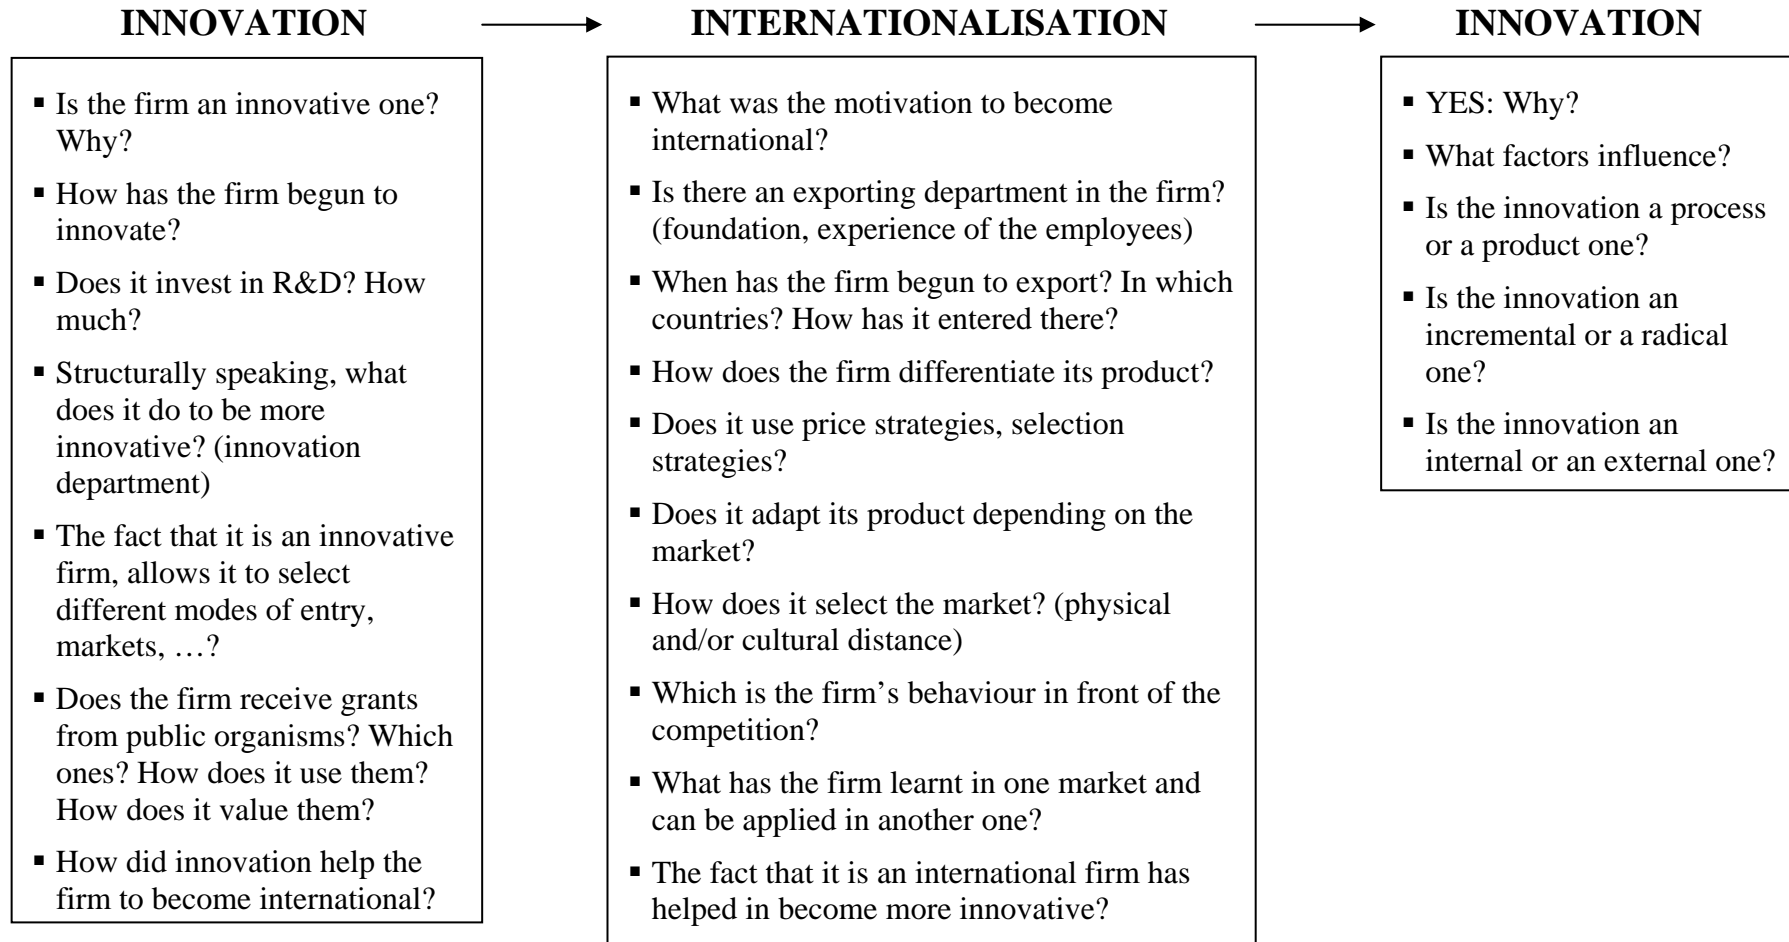 INNOVATION
INTERNATIONALISATION
INNOVATION
▪ Is the firm an innovative one?
Why?
▪ How has the firm begun to
innovate?
▪ Does it invest in R&D? How
much?
▪ Structurally speaking, what
does it do to be more
innovative? (innovation
department)
▪ The fact that it is an innovative
firm, allows it to select
different modes of entry,
markets, …?
▪ Does the firm receive grants
from public organisms? Which
ones? How does it use them?
How does it value them?
▪ How did innovation help the
firm to become international?
▪ What was the motivation to become
international?
▪ Is there an exporting department in the firm?
(foundation, experience of the employees)
▪ When has the firm begun to export? In which
countries? How has it entered there?
▪ How does the firm differentiate its product?
▪ Does it use price strategies, selection
strategies?
▪ Does it adapt its product depending on the
market?
▪ How does it select the market? (physical
and/or cultural distance)
▪ Which is the firm’s behaviour in front of the
competition?
▪ What has the firm learnt in one market and
can be applied in another one?
▪ The fact that it is an international firm has
helped in become more innovative?
▪ YES: Why?
▪ What factors influence?
▪ Is the innovation a process
or a product one?
▪ Is the innovation an
incremental or a radical
one?
▪ Is the innovation an
internal or an external one?